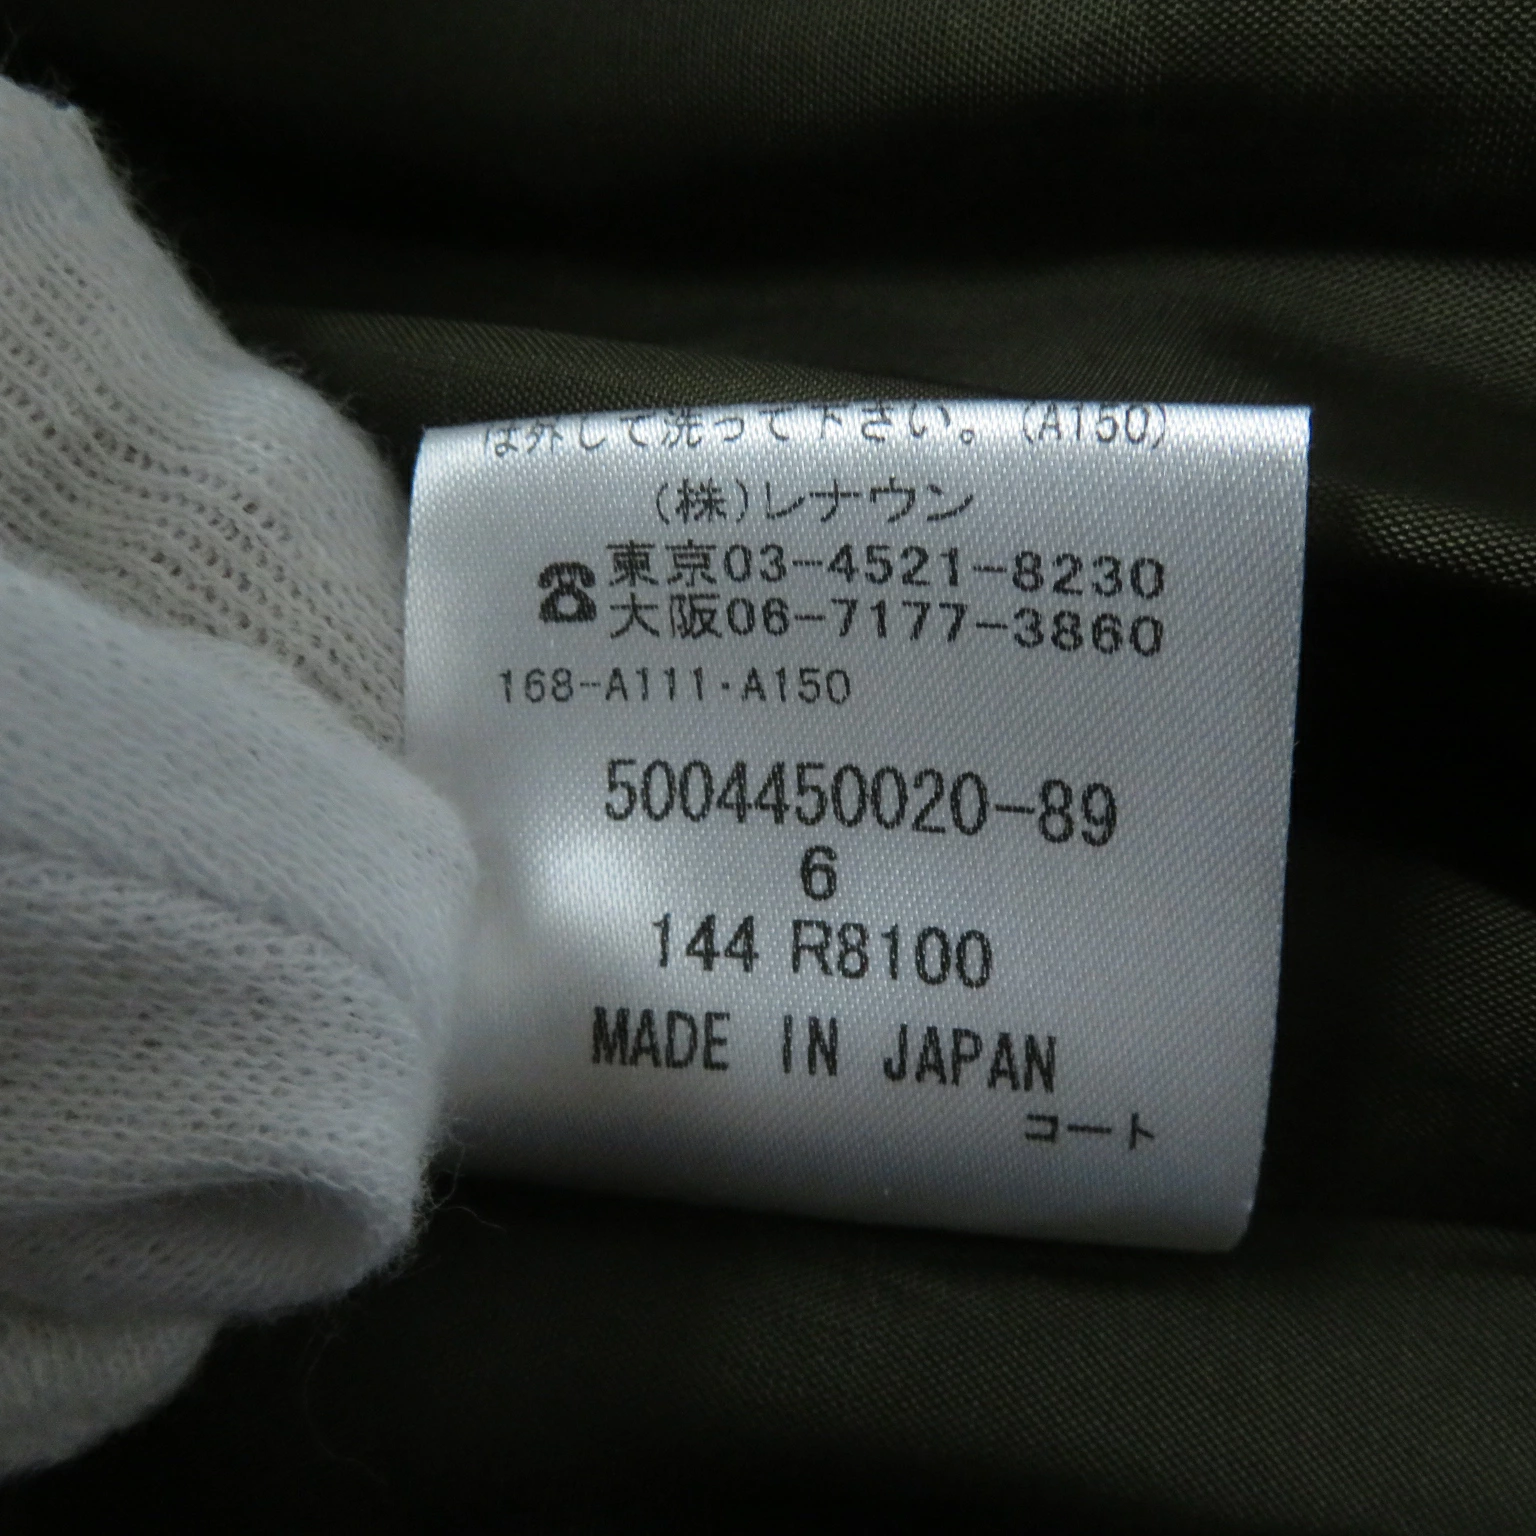 は外して洗って下さい。(A150)
(株)レナウン
☎東京03-4521-8230
大阪06-7177-3860
168-A111・A150
5004450020-89
6
144 R8100
MADE IN JAPAN
コート